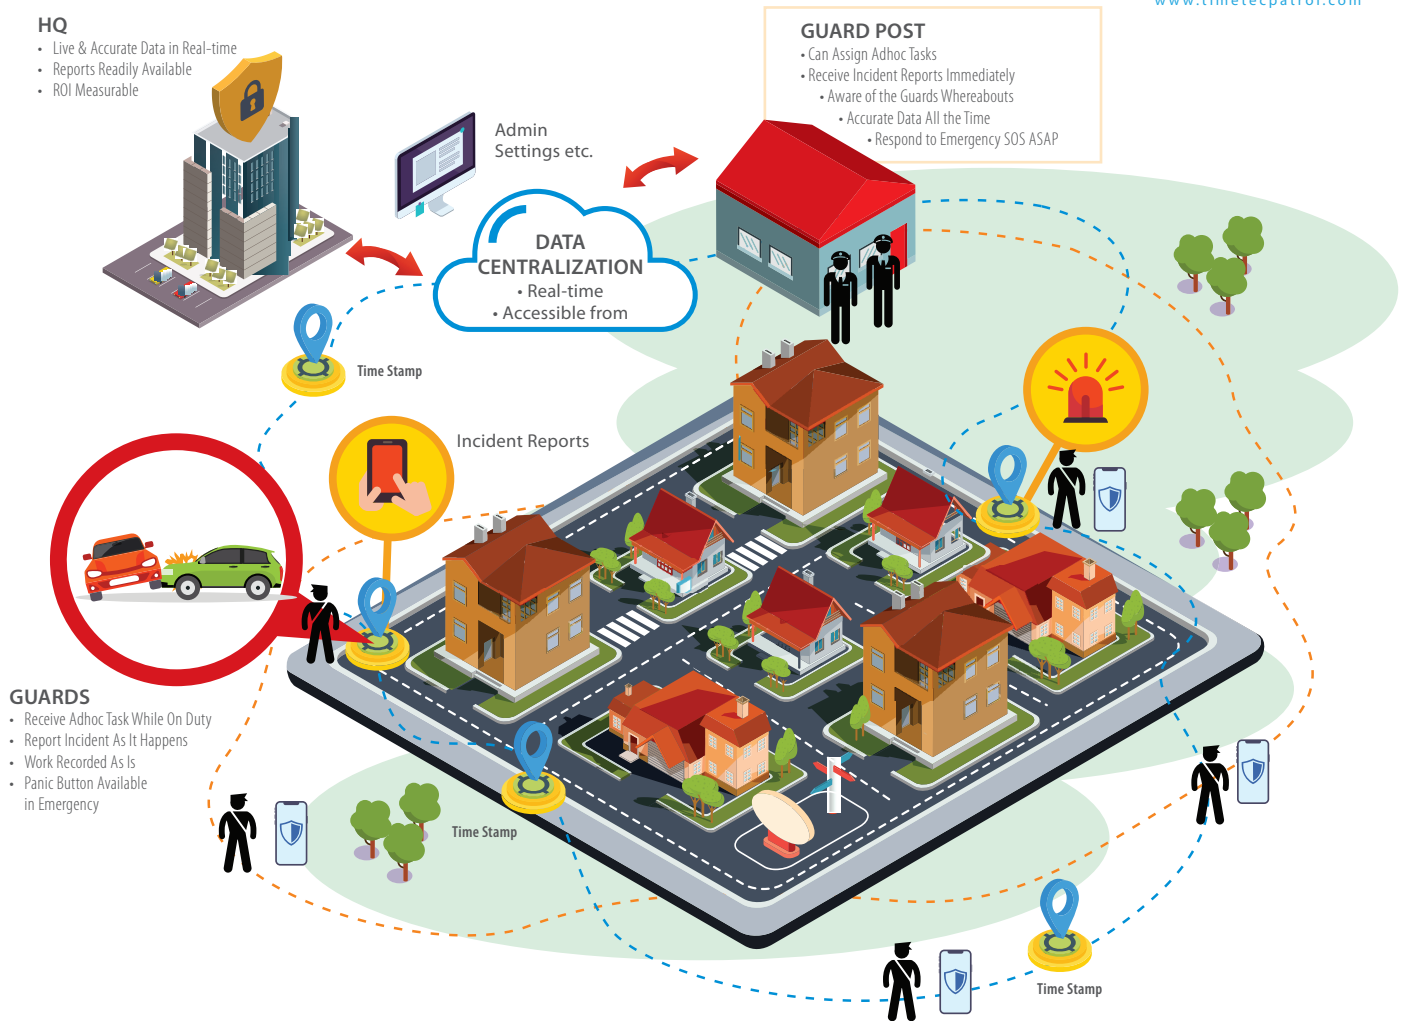 www.timetecpatrol.com
HQ
• Live & Accurate Data in Real-time
• Reports Readily Available
• ROI Measurable
GUARD POST
• Can Assign Adhoc Tasks
• Receive Incident Reports Immediately
• Aware of the Guards Whereabouts
• Accurate Data All the Time
• Respond to Emergency SOS ASAP
Admin
Settings etc.
DATA
CENTRALIZATION
• Real-time
• Accessible from
Time Stamp
Incident Reports
GUARDS
• Receive Adhoc Task While On Duty
• Report Incident As It Happens
• Work Recorded As Is
• Panic Button Available
in Emergency
Time Stamp
Time Stamp